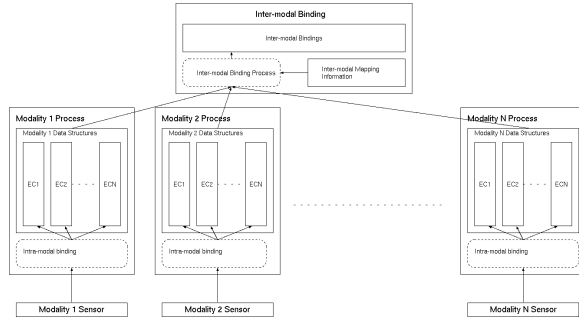 Inter-modal Binding
Inter-modal Bindings
Inter-modal Binding Process
Inter-modal Mapping
Information
Modality 1 Process
Modality 1 Data Structures
EC1
EC2
ECN
Intra-modal binding
Modality 1 Sensor
Modality 2 Process
Modality 2 Data Structures
EC1
EC2
ECN
Intra-modal binding
Modality 2 Sensor
Modality N Process
Modality N Data Structures
EC1
EC2
ECN
Intra-modal binding
Modality N Sensor